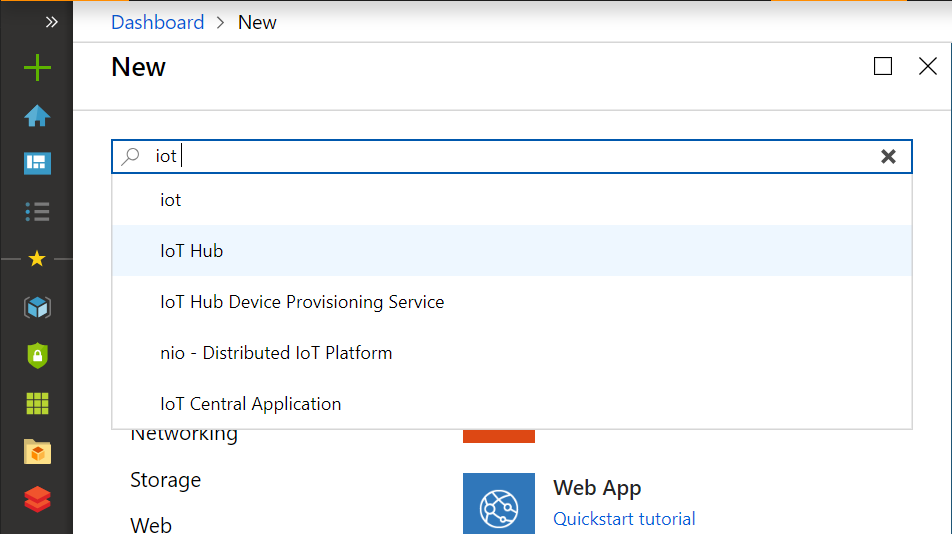 Dashboard > New
New
iot
iot
IoT Hub
IoT Hub Device Provisioning Service
nio - Distributed IoT Platform
IoT Central Application
Networking
Storage
Web App
Quickstart tutorial
Web